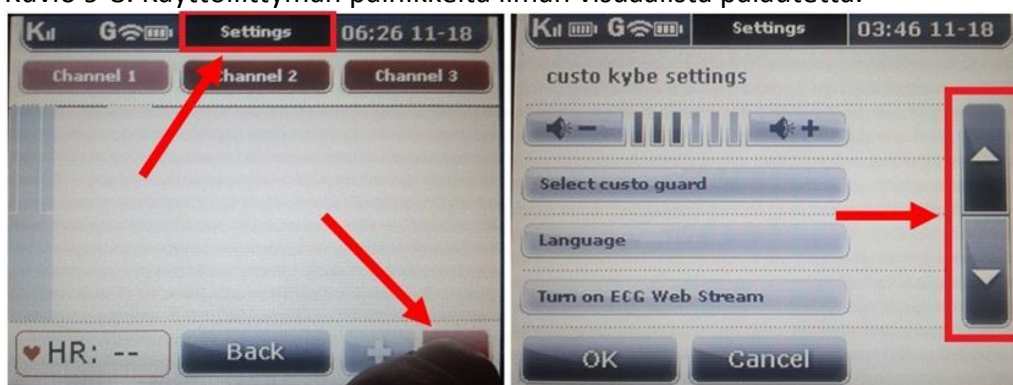 Kuvio 5-8. Käyttöliittymän painikkeita ilman visuaalista palautetta.
K G Settings 06:26 11-18
Channel 1 Channel 2 Channel 3
HR: -- Back +
K G Settings 03:46 11-18
custo kybe settings
- +
Select custo guard
Language
Turn on ECG Web Stream
OK Cancel